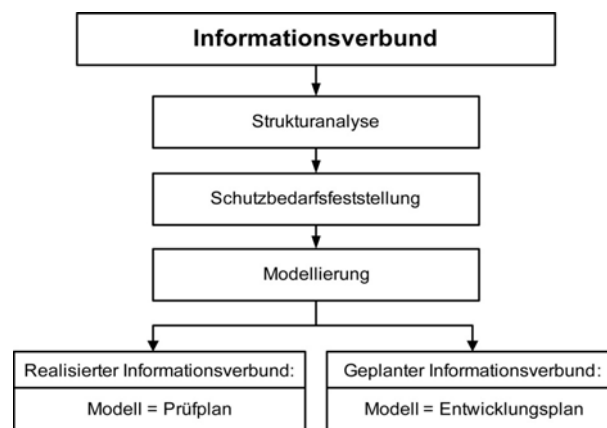 Informationsverbund
Strukturanalyse
Schutzbedarfsfeststellung
Modellierung
Realisierter Informationsverbund:
Modell = Prüfplan
Geplanter Informationsverbund:
Modell = Entwicklungsplan